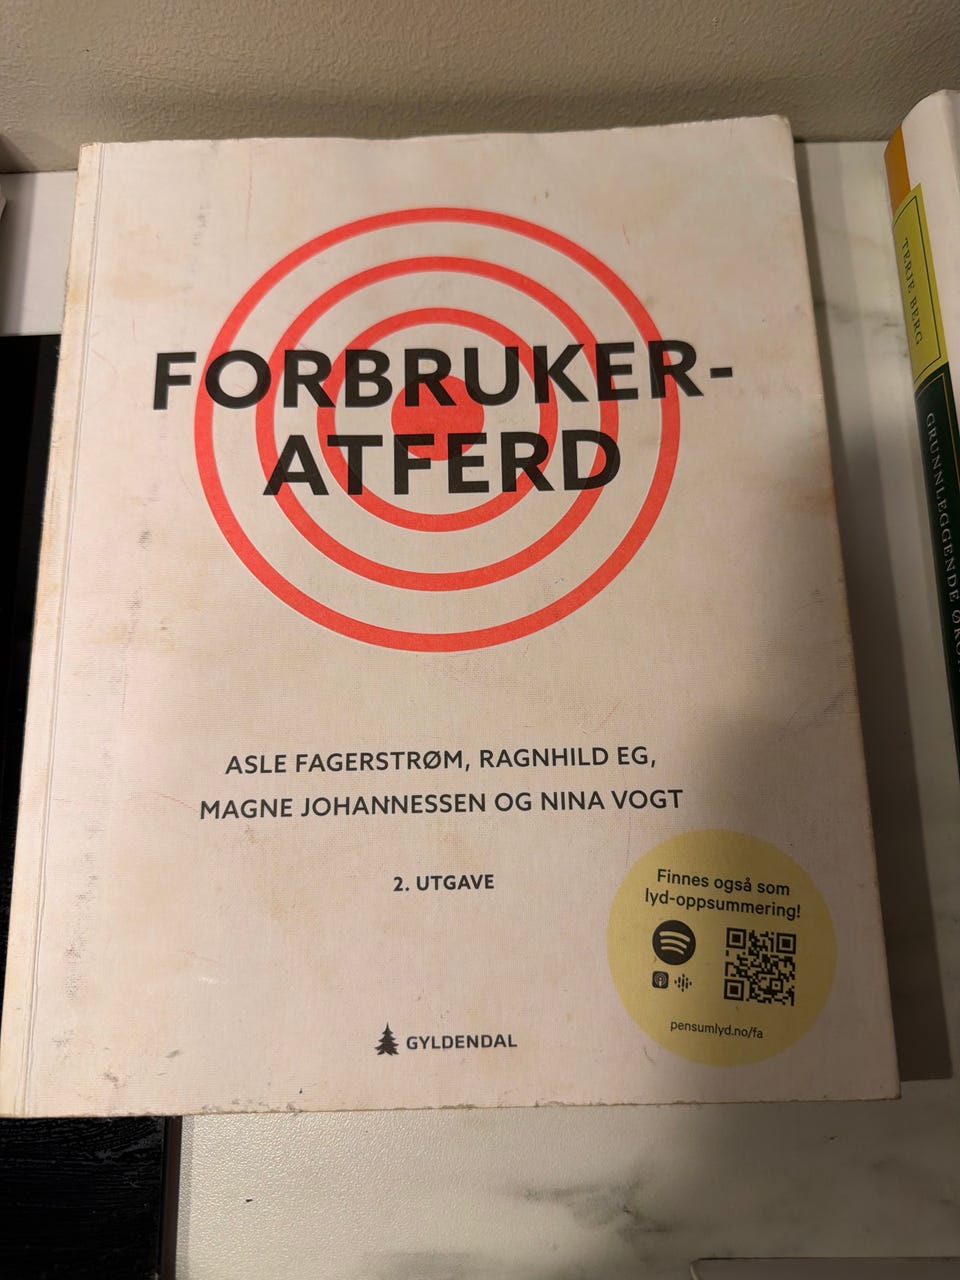 FORBRUKER-
ATFERD
ASLE FAGERSTRØM, RAGNHILD EG,
MAGNE JOHANNESSEN OG NINA VOGT
2. UTGAVE
Finnes også som
lyd-oppsummering!
pensumlyd.no/fa
GYLDENDAL
TERJE BERG
GRUNNLEGGENDE